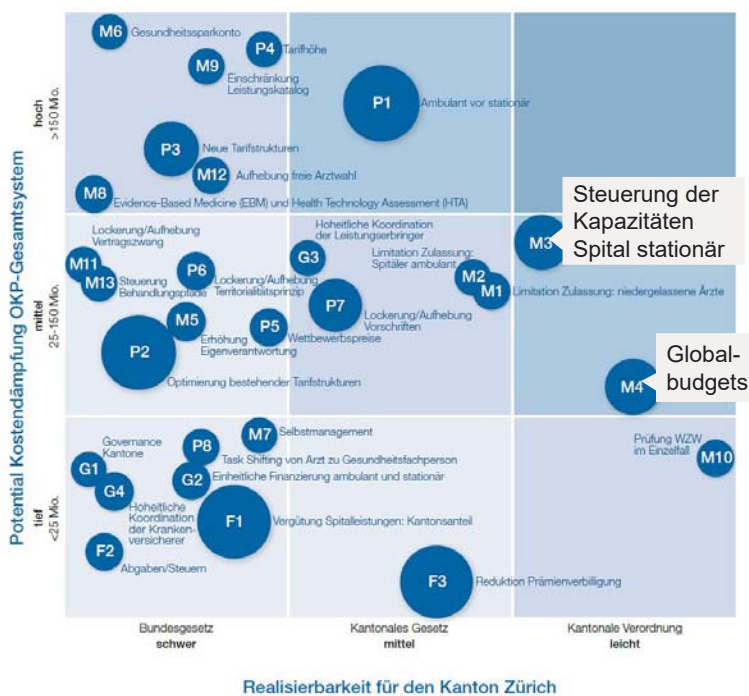 M6
Gesundheitssparkonto
P4
Tarifhöhe
M9
Einschränkung
Leistungskatalog
P1
Ambulant vor stationär
P3
Neue Tarifstrukturen
M12
Aufhebung freie Arztwahl
M8
Evidence-Based Medicine (EBM) und Health Technology Assessment (HTA)
hoch
>150 Mio.
Lockerung/Aufhebung
Vertragszwang
M11
M13
Steuerung
Behandlungspfade
P6
Lockerung/Aufhebung
Territorialitätsprinzip
M5
Erhöhung
Eigenverantwortung
P5
Wettbewerbspreise
P2
Optimierung bestehender Tarifstrukturen
Hoheitliche Koordination
der Leistungserbringer
G3
Limitation Zulassung:
Spitäler ambulant
M2
M1
Limitation Zulassung: niedergelassene Ärzte
P7
Lockerung/Aufhebung
Vorschriften
M3
Steuerung der
Kapazitäten
Spital stationär
M4
Global-
budgets
mittel
25-150 Mio.
Governance
Kantone
G1
G4
Hoheitliche
Koordination
der Kranken-
versicherer
M7
Selbstmanagement
P8
Task Shifting von Arzt zu Gesundheitsfachperson
G2
Einheitliche Finanzierung ambulant und stationär
F1
Vergütung Spitalleistungen: Kantonsanteil
F2
Abgaben/Steuern
F3
Reduktion Prämienverbilligung
Prüfung WZW
im Einzelfall
M10
tief
<25 Mio.
Potential Kostendämpfung OKP-Gesamtsystem
Bundesgesetz
schwer
Kantonales Gesetz
mittel
Kantonale Verordnung
leicht
Realisierbarkeit für den Kanton Zürich